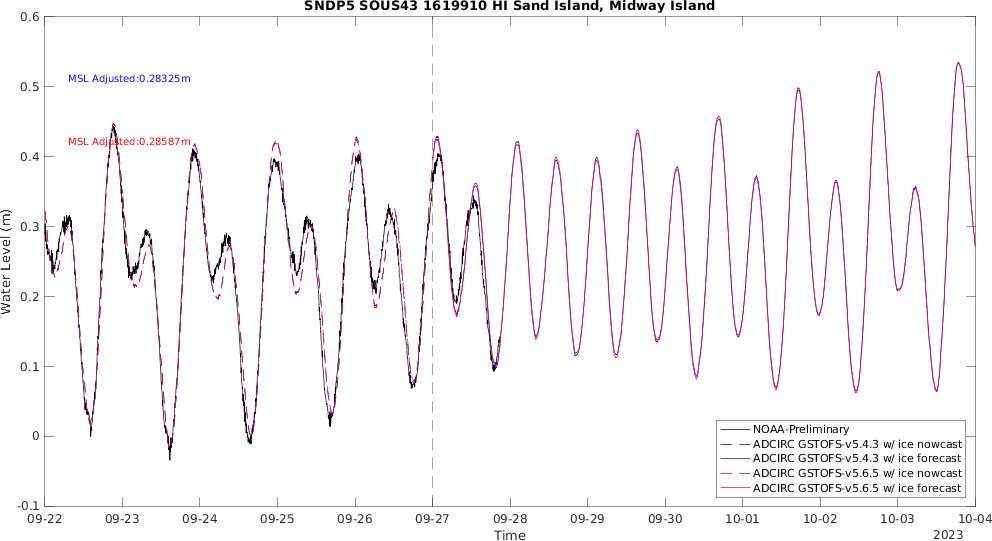 SNDP5 SOUS43 1619910 HI Sand Island, Midway Island
0.6
0.5
0.4
0.3
0.2
0.1
0
-0.1
Water Level (m)
MSL Adjusted:0.28325m
MSL Adjusted:0.28587m
NOAA-Preliminary
ADCIRC GSTOFS-v5.4.3 w/ ice nowcast
ADCIRC GSTOFS-v5.4.3 w/ ice forecast
ADCIRC GSTOFS-v5.6.5 w/ ice nowcast
ADCIRC GSTOFS-v5.6.5 w/ ice forecast
09-22 09-23 09-24 09-25 09-26 09-27 09-28 09-29 09-30 10-01 10-02 10-03 10-04
Time
2023